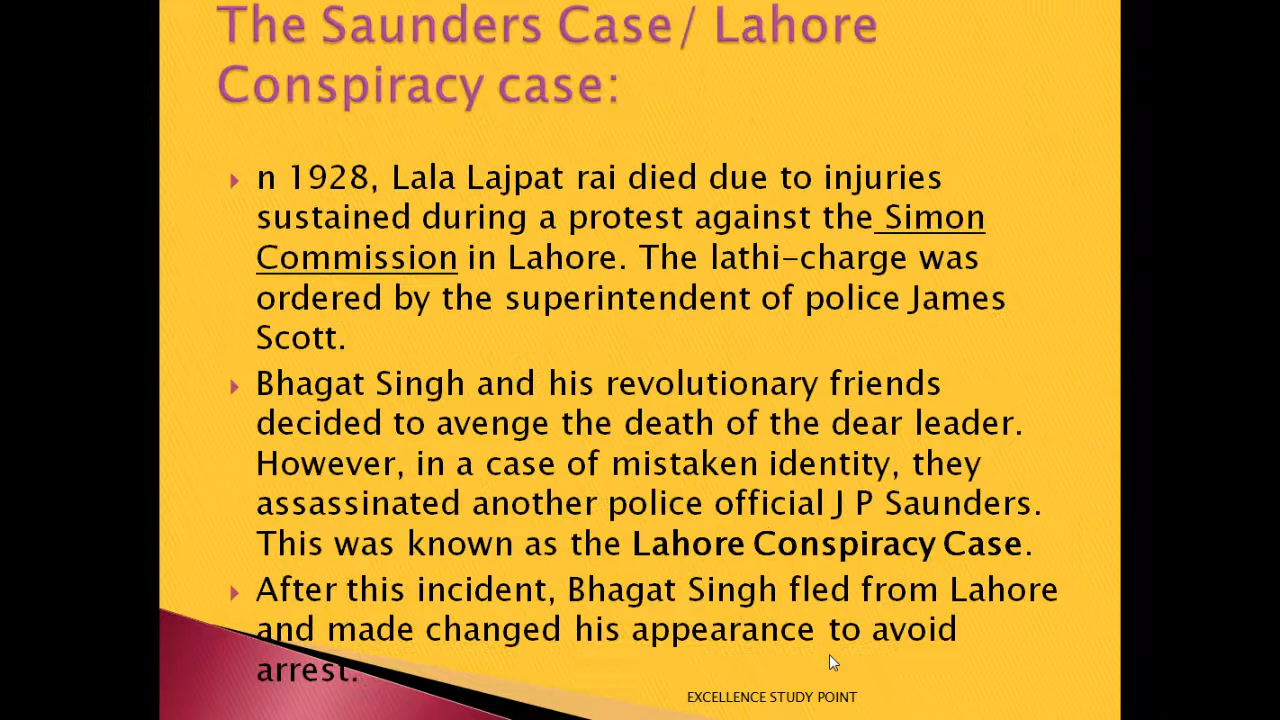 The Saunders Case/ Lahore
Conspiracy case:
n 1928, Lala Lajpat rai died due to injuries
sustained during a protest against the Simon
Commission in Lahore. The lathi-charge was
ordered by the superintendent of police James
Scott.
Bhagat Singh and his revolutionary friends
decided to avenge the death of the dear leader.
However, in a case of mistaken identity, they
assassinated another police official J P Saunders.
This was known as the Lahore Conspiracy Case.
After this incident, Bhagat Singh fled from Lahore
and made changed his appearance to avoid
arrest.
EXCELLENCE STUDY POINT